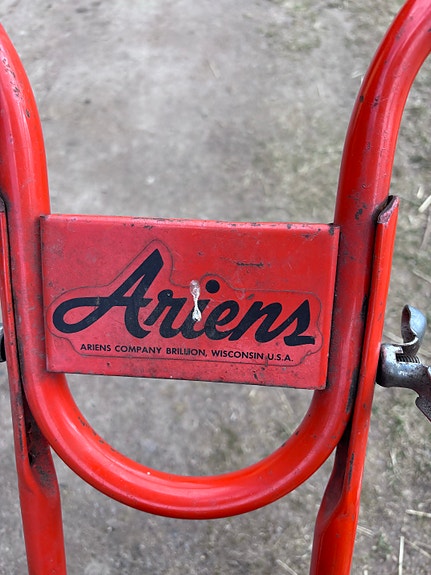 Ariens
ARIENS COMPANY BRILLION, WISCONSIN U.S.A.